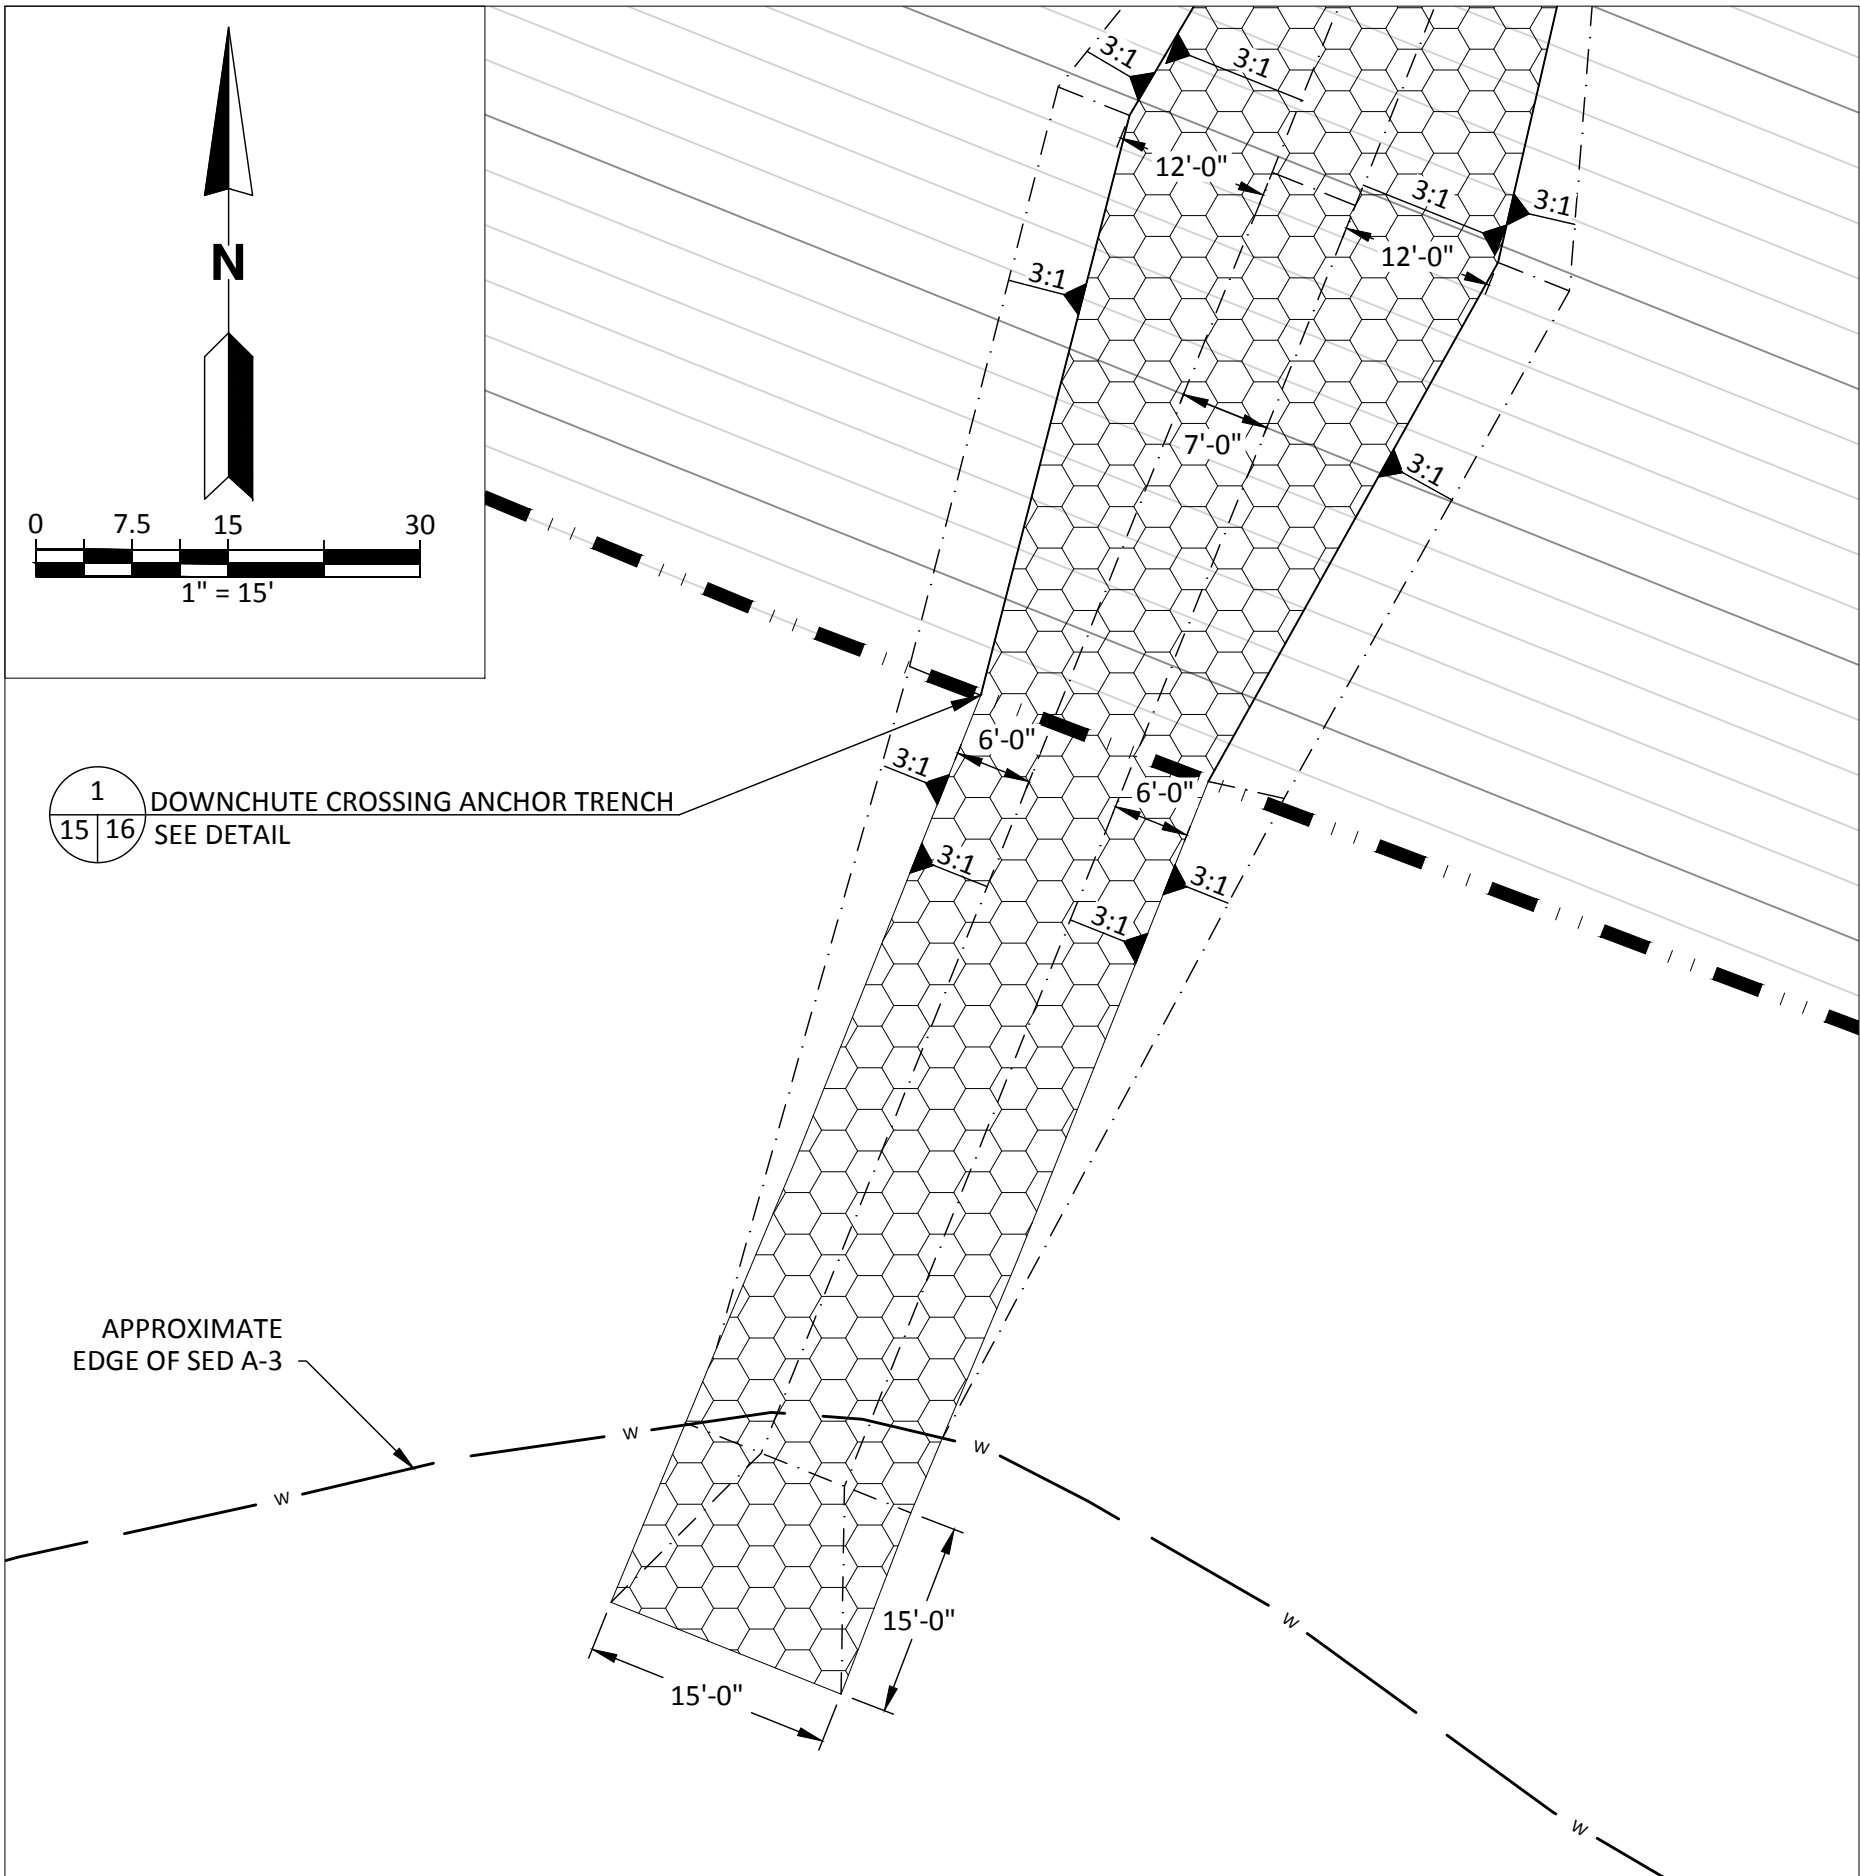 N
0 7.5 15 30
1" = 15'
3:1
3:1
12'-0"
3:1
3:1
12'-0"
3:1
7'-0"
3:1
6'-0"
3:1
6'-0"
1
15 16
DOWNCHUTE CROSSING ANCHOR TRENCH
SEE DETAIL
3:1
3:1
3:1
APPROXIMATE
EDGE OF SED A-3
W
W
W
W
W
15'-0"
15'-0"